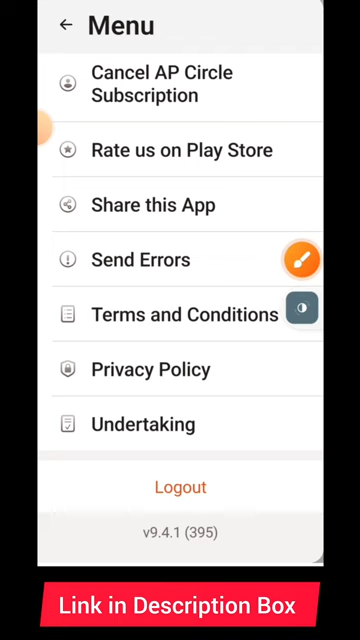 Menu
Cancel AP Circle
Subscription
Rate us on Play Store
Share this App
Send Errors
Terms and Conditions
Privacy Policy
Undertaking
Logout
v9.4.1 (395)
Link in Description Box